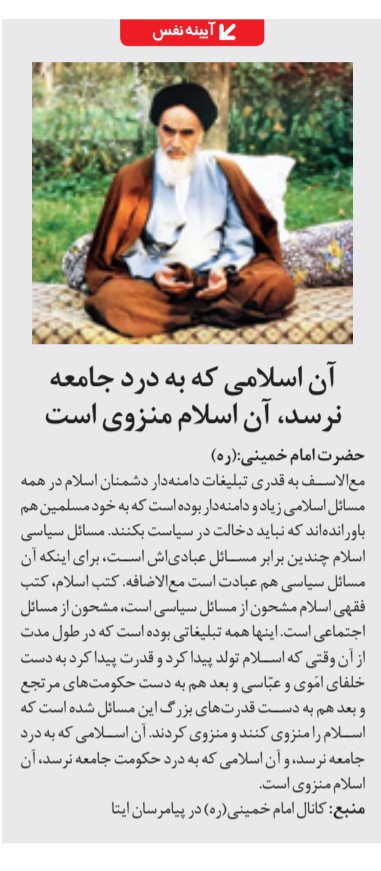 آیینه نفس
آن اسلامی که به درد جامعه
نرسد، آن اسلام منزوی است
حضرت امام خمینی:(ره)
مع‌الاسف به قدری تبلیغات دامنه‌دار دشمنان اسلام در همه
مسائل اسلامی زیاد و دامنه‌دار بوده است که به خود مسلمین هم
باورانده‌اند که نباید دخالت در سیاست بکنند. مسائل سیاسی
اسلام چندین برابر مسائل عبادی‌اش است، برای اینکه آن
مسائل سیاسی هم عبادت است مع‌الاضافه. کتب اسلام، کتب
فقهی اسلام مشحون از مسائل سیاسی است، مشحون از مسائل
اجتماعی است. اینها همه تبلیغاتی بوده است که در طول مدت
از آن وقتی که اسلام تولد پیدا کرد و قدرت پیدا کرد به دست
خلفای امَوی و عبّاسی و بعد هم به دست حکومت‌های مرتجع
و بعد هم به دست قدرت‌های بزرگ این مسائل شده است که
اسلام را منزوی کنند و منزوی کردند. آن اسلامی که به درد
جامعه نرسد، و آن اسلامی که به درد حکومت جامعه نرسد، آن
اسلام منزوی است.
منبع: کانال امام خمینی(ره) در پیام‌رسان ایتا